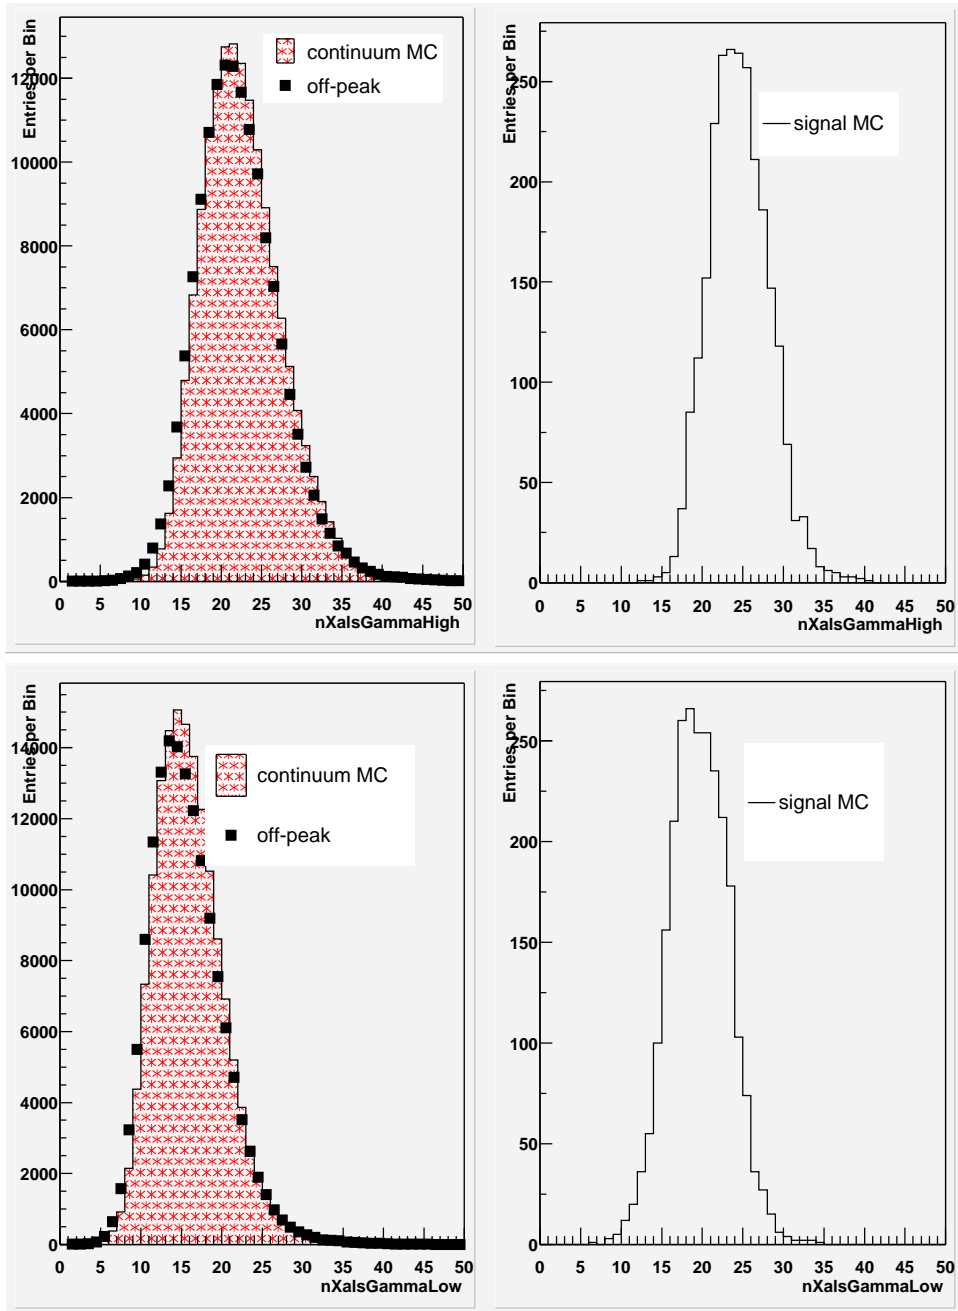 Entries per Bin
12000
10000
8000
6000
4000
2000
0
continuum MC
off-peak
0 5 10 15 20 25 30 35 40 45 50
nXalsGammaHigh
Entries per Bin
250
200
150
100
50
0
signal MC
0 5 10 15 20 25 30 35 40 45 50
nXalsGammaHigh
Entries per Bin
14000
12000
10000
8000
6000
4000
2000
0
continuum MC
off-peak
0 5 10 15 20 25 30 35 40 45 50
nXalsGammaLow
Entries per Bin
250
200
150
100
50
0
signal MC
0 5 10 15 20 25 30 35 40 45 50
nXalsGammaLow